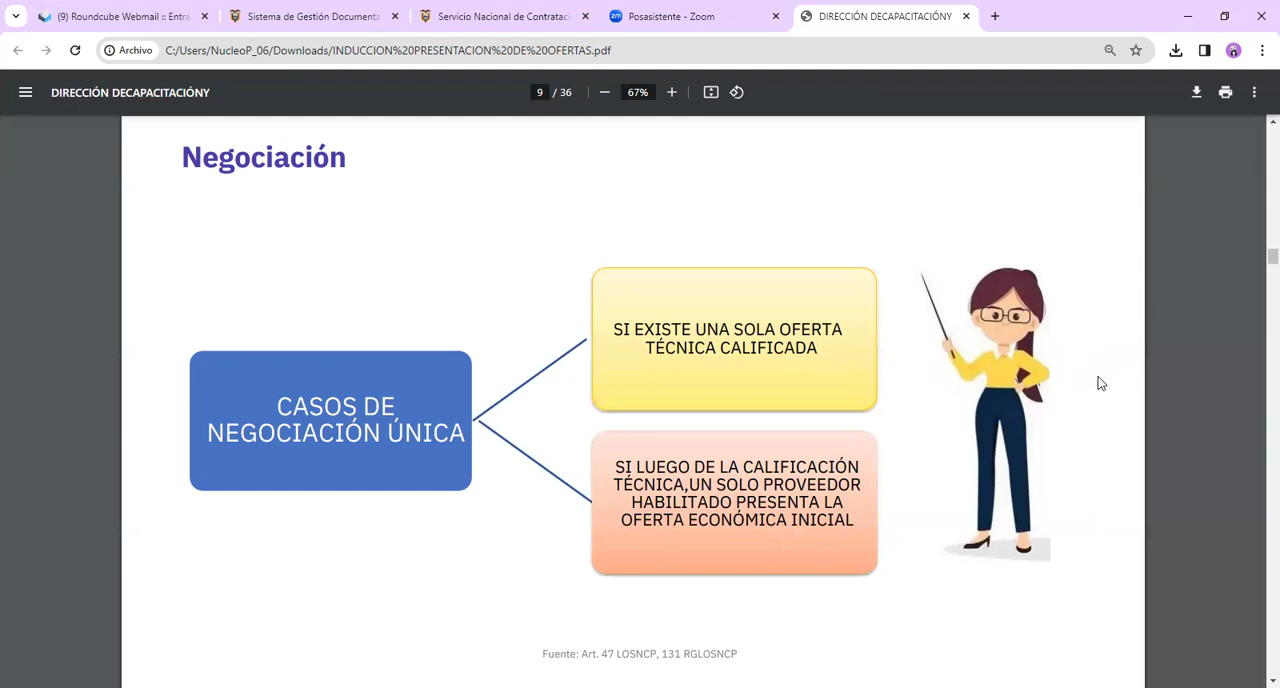 (9) Roundcube Webmail :: Entra
Sistema de Gestión Documenta
Servicio Nacional de Contrataci
zm
Posasistente - Zoom
DIRECCIÓN DECAPACITACIÓNY
Archivo
C:/Users/NucleoP_06/Downloads/INDUCCION%20PRESENTACION%20DE%20OFERTAS.pdf
DIRECCIÓN DECAPACITACIÓNY
9 / 36
67%
Negociación
CASOS DE
NEGOCIACIÓN ÚNICA
SI EXISTE UNA SOLA OFERTA
TÉCNICA CALIFICADA
SI LUEGO DE LA CALIFICACIÓN
TÉCNICA,UN SOLO PROVEEDOR
HABILITADO PRESENTA LA
OFERTA ECONÓMICA INICIAL
Fuente: Art. 47 LOSNCP, 131 RGLOSNCP